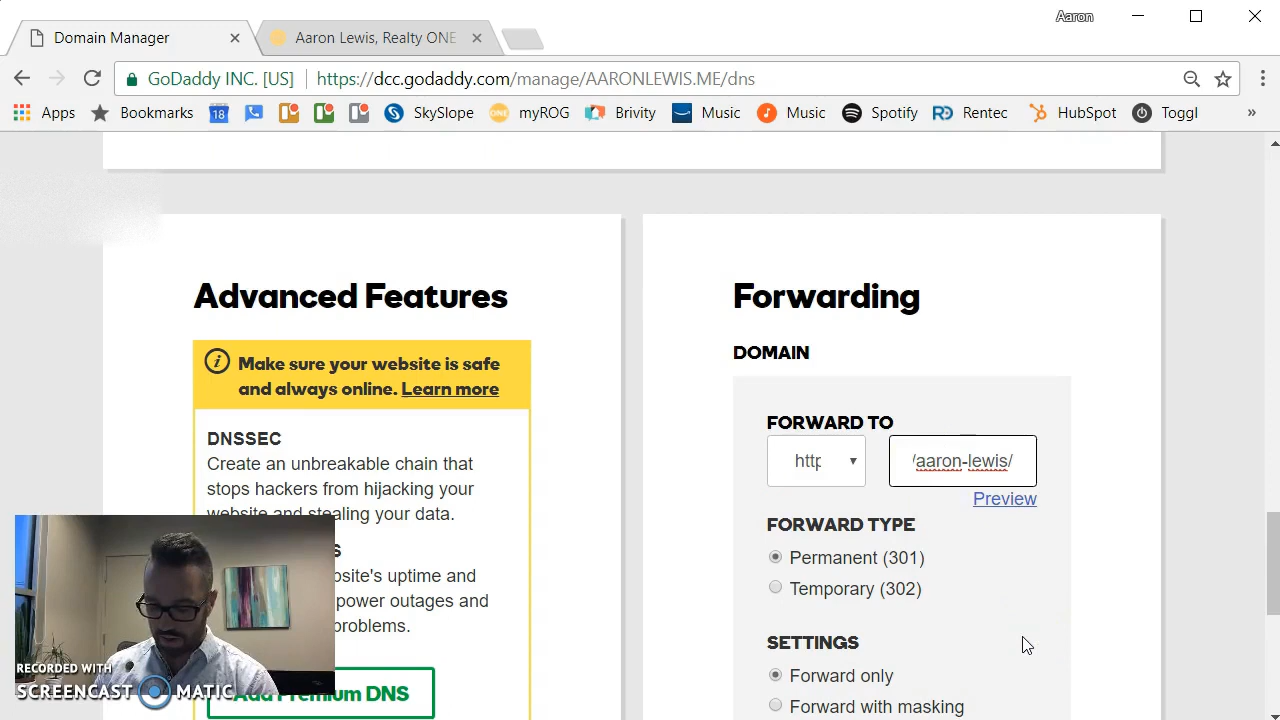 Aaron
Domain Manager
Aaron Lewis, Realty ONE
GoDaddy INC. [US] https://dcc.godaddy.com/manage/AARONLEWIS.ME/dns
Apps Bookmarks 18 SkySlope ONE myROG Brivity Music Music Spotify RD Rentec HubSpot Toggl »
Advanced Features
Make sure your website is safe
and always online. Learn more
DNSSEC
Create an unbreakable chain that
stops hackers from hijacking your
website and stealing your data.
S
osite's uptime and
power outages and
problems.
Add Premium DNS
Forwarding
DOMAIN
FORWARD TO
http /aaron-lewis/
Preview
FORWARD TYPE
Permanent (301)
Temporary (302)
SETTINGS
Forward only
Forward with masking
RECORDED WITH
SCREENCAST MATIC